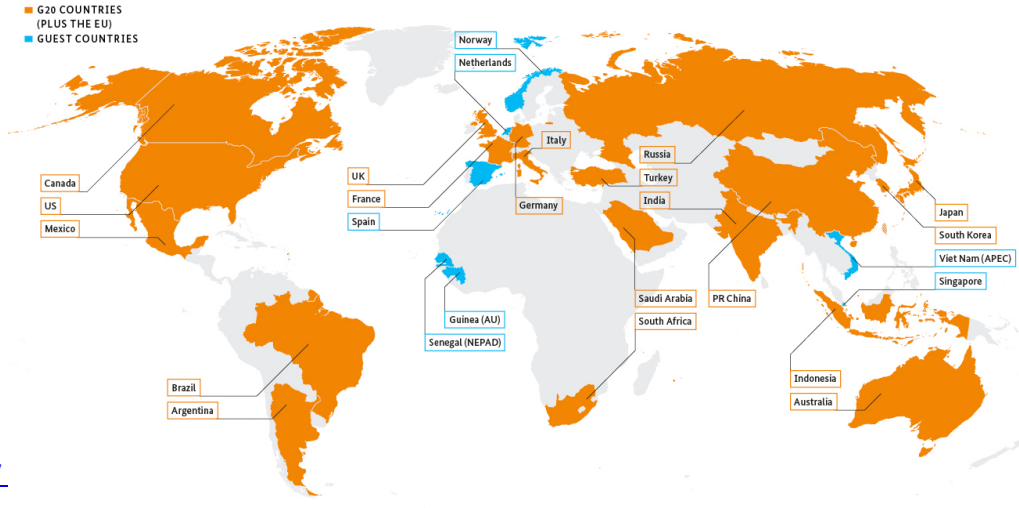 G20 COUNTRIES
(PLUS THE EU)
GUEST COUNTRIES
Norway
Netherlands
Italy
Russia
UK
Turkey
Canada
France
India
US
Spain
Germany
Mexico
Japan
South Korea
Viet Nam (APEC)
Singapore
Saudi Arabia
PR China
Guinea (AU)
South Africa
Senegal (NEPAD)
Indonesia
Brazil
Australia
Argentina